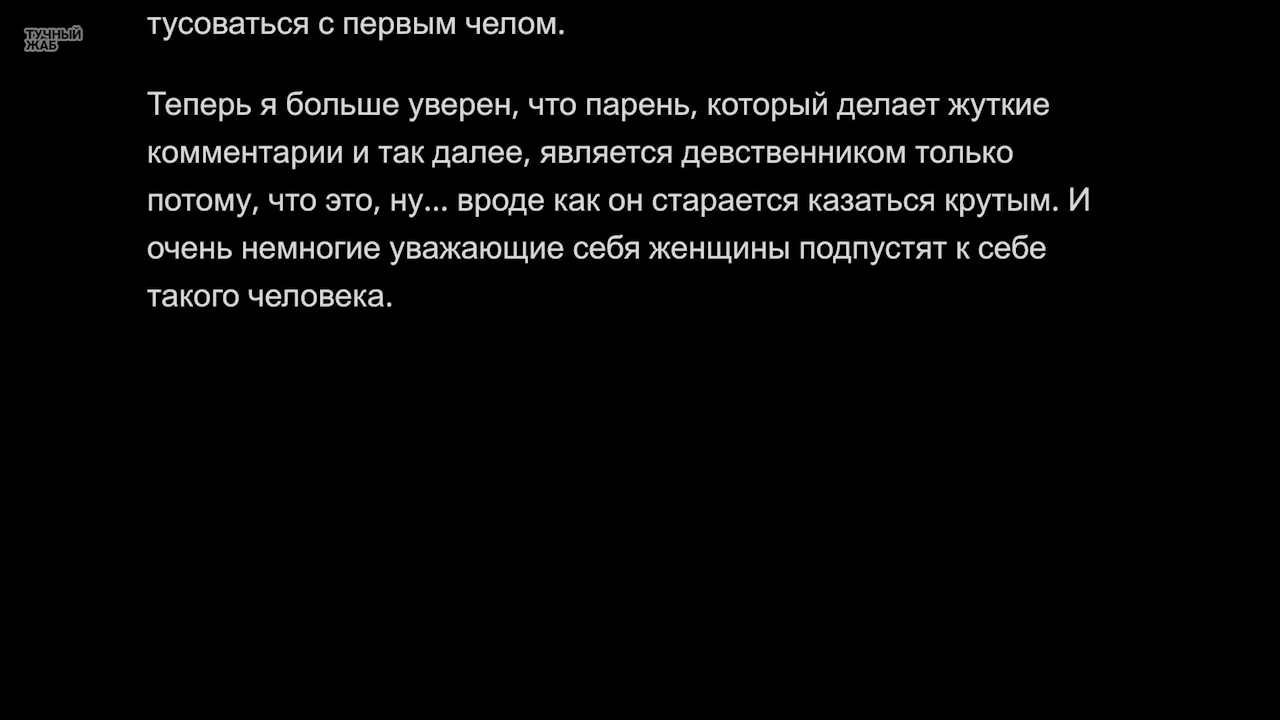 ТУЧНЫЙ
ЖАБ
тусоваться с первым челом.
Теперь я больше уверен, что парень, который делает жуткие
комментарии и так далее, является девственником только
потому, что это, ну... вроде как он старается казаться крутым. И
очень немногие уважающие себя женщины подпустят к себе
такого человека.